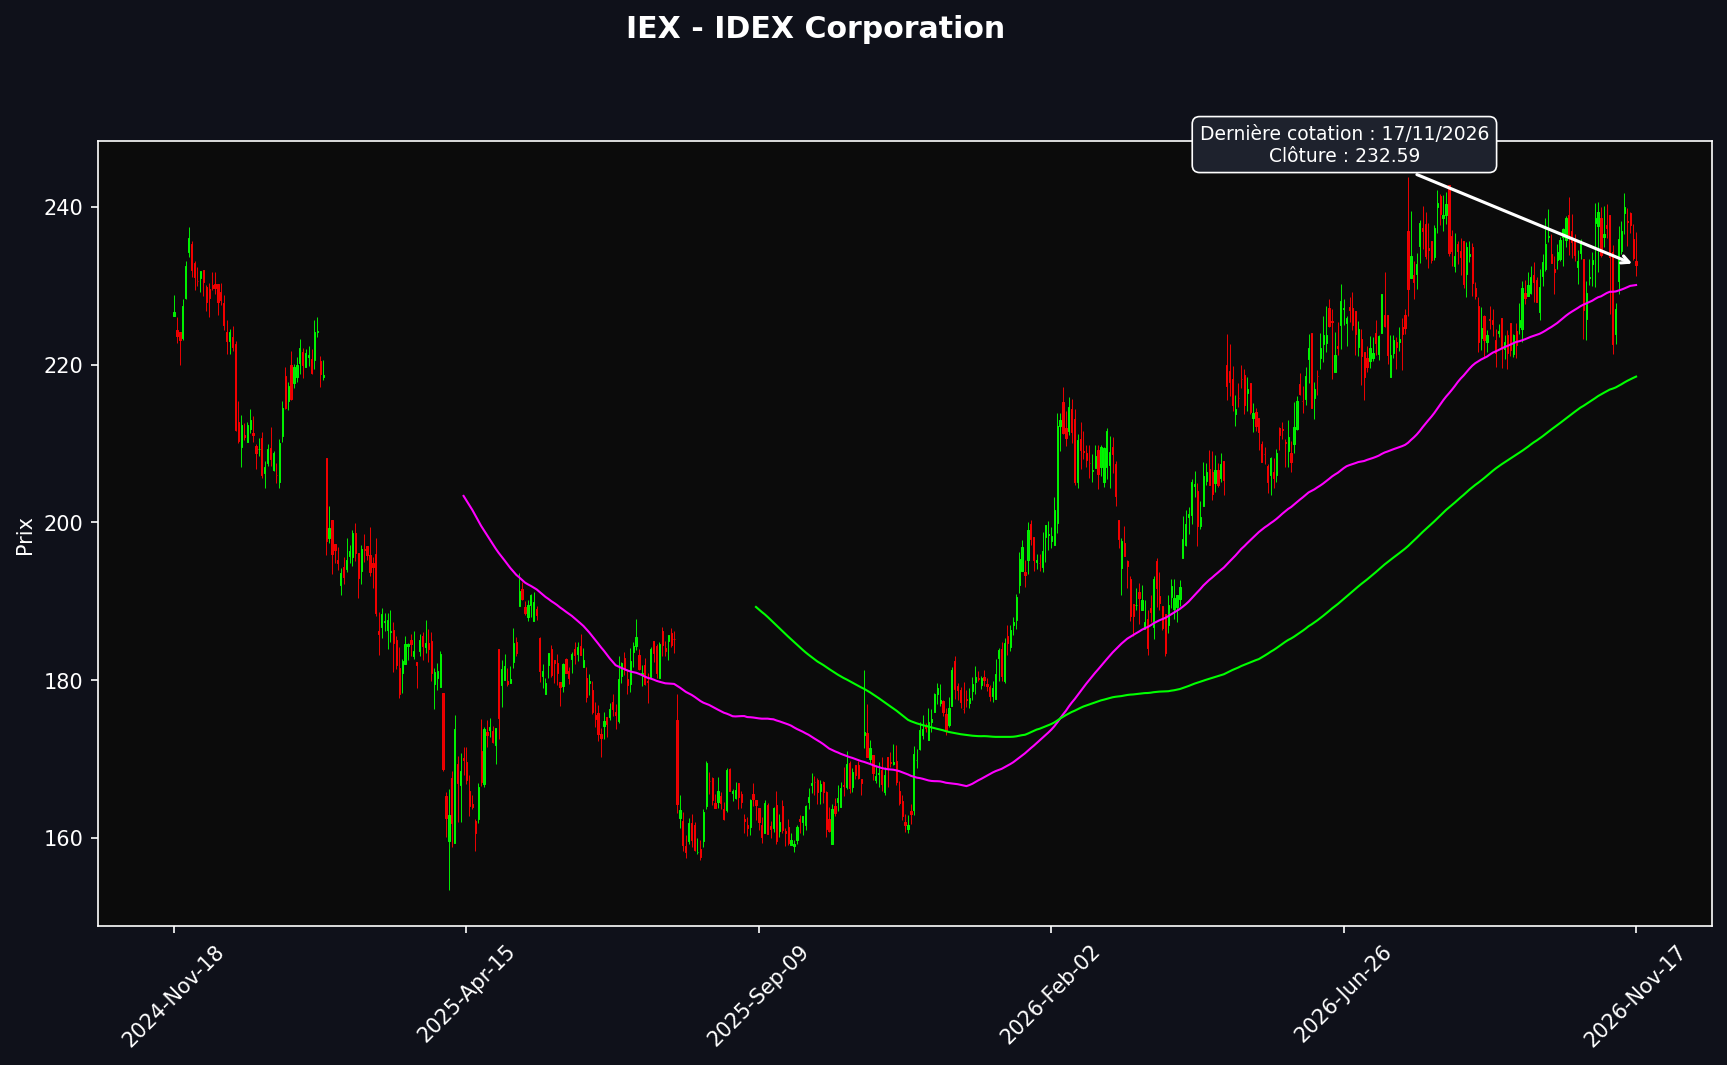 IEX - IDEX Corporation
Dernière cotation : 17/11/2026
Clôture : 232.59
Prix
240
220
200
180
160
2024-Nov-18
2025-Apr-15
2025-Sep-09
2026-Feb-02
2026-Jun-26
2026-Nov-17